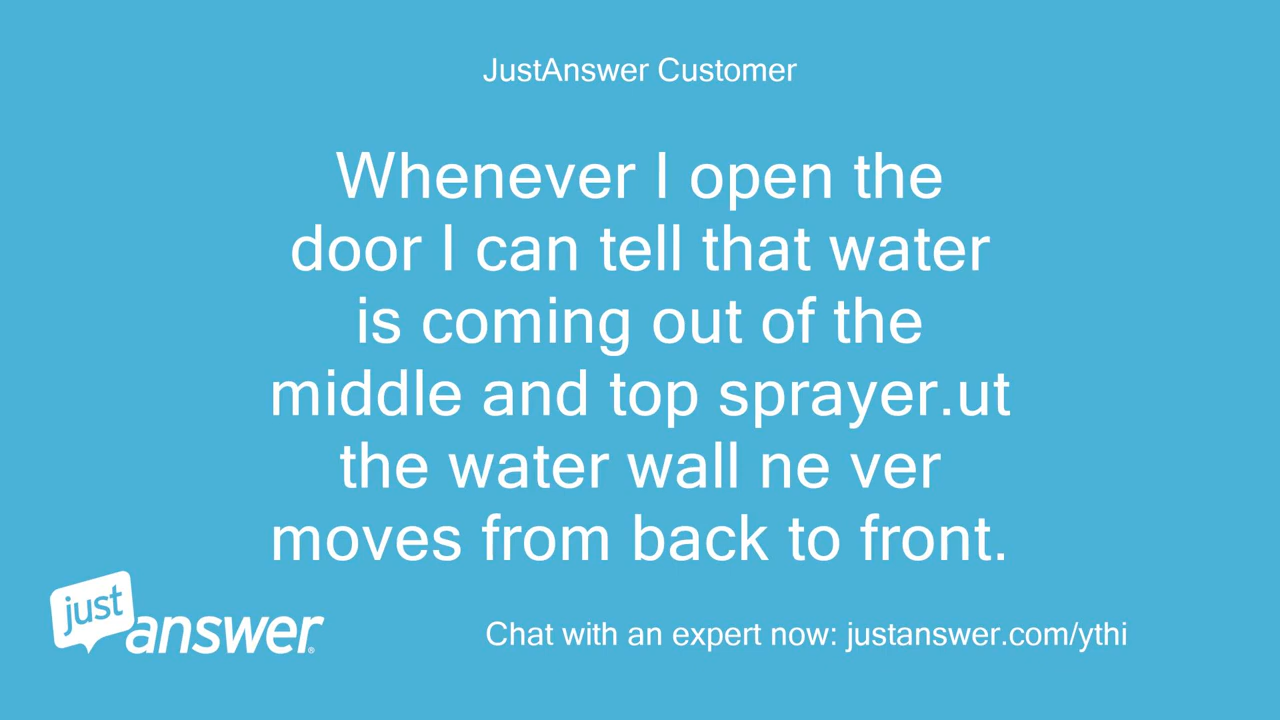 JustAnswer Customer
Whenever I open the
door I can tell that water
is coming out of the
middle and top sprayer.ut
the water wall ne ver
moves from back to front.
just
answer®
Chat with an expert now: justanswer.com/ythi